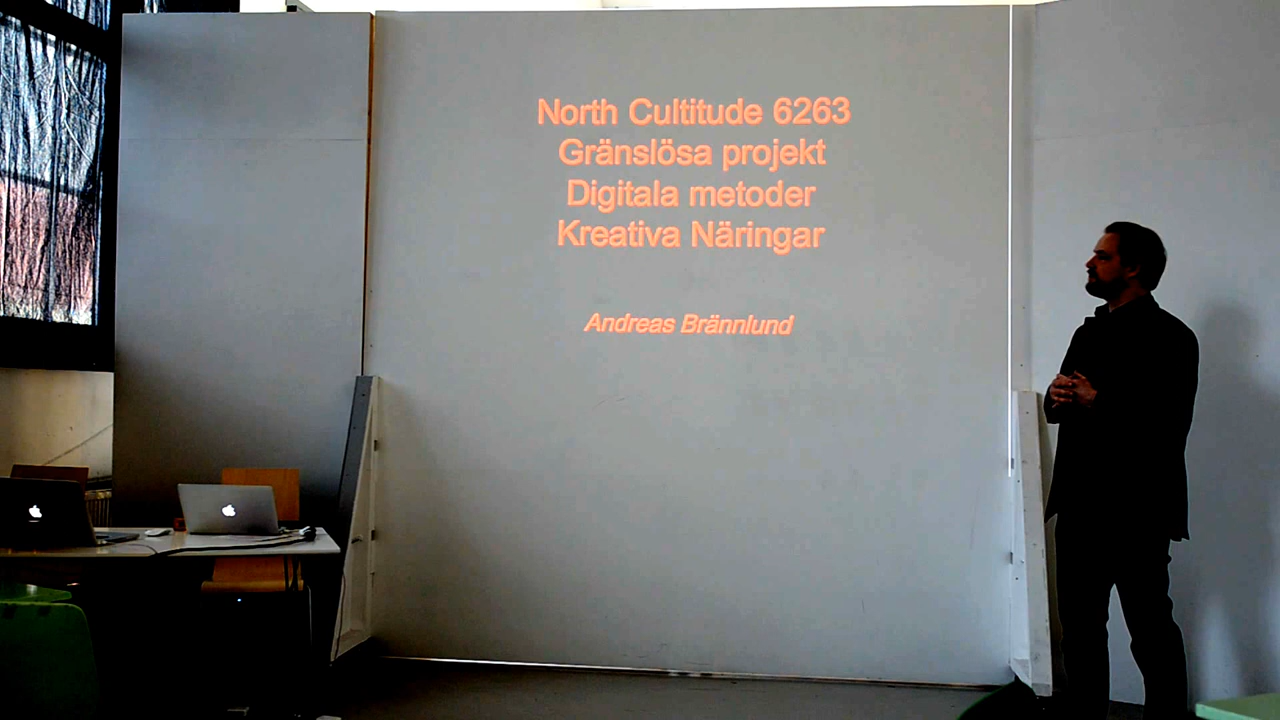 North Cultitude 6263
Gränslösa projekt
Digitala metoder
Kreativa Näringar
Andreas Brännlund